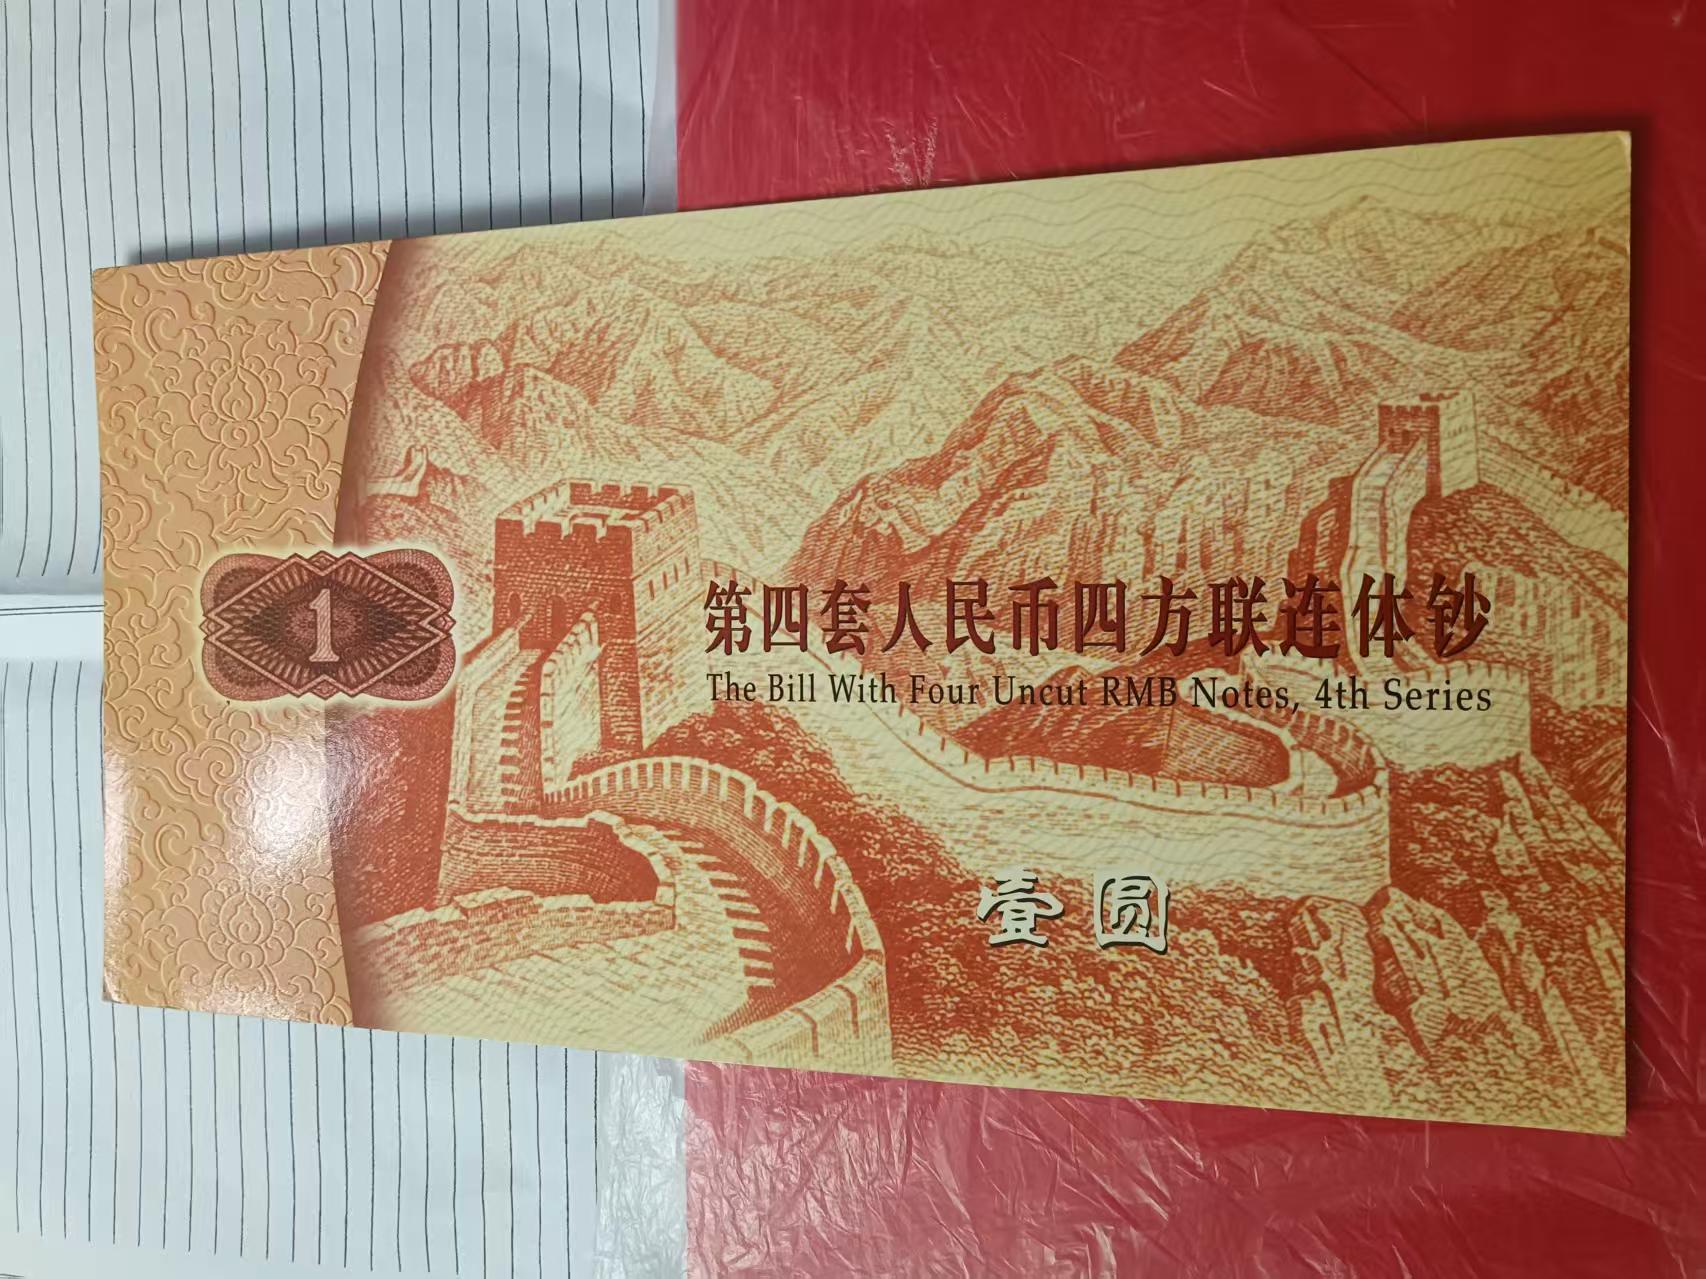 1
第四套人民币四方联连体钞
The Bill With Four Uncut RMB Notes, 4th Series
壹圆